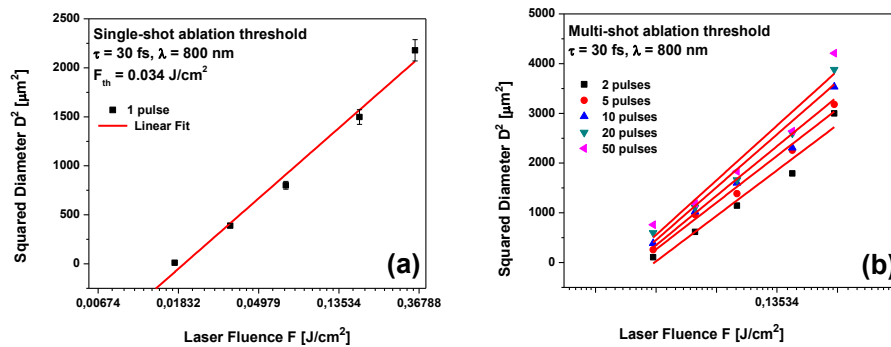 Single-shot ablation threshold
τ = 30 fs, λ = 800 nm
F_th = 0.034 J/cm²
1 pulse
Linear Fit
2500
2000
1500
1000
500
0
Squared Diameter D² [µm²]
(a)
0,00674
0,01832
0,04979
0,13534
0,36788
Laser Fluence F [J/cm²]
Multi-shot ablation threshold
τ = 30 fs, λ = 800 nm
2 pulses
5 pulses
10 pulses
20 pulses
50 pulses
5000
4000
3000
2000
1000
0
Squared Diameter D² [µm²]
(b)
0,13534
Laser Fluence F [J/cm²]